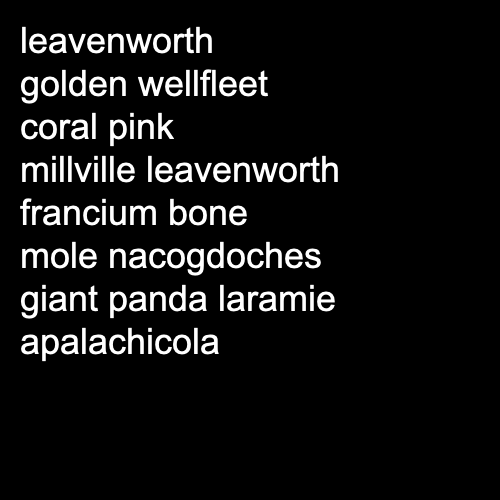 leavenworth
golden wellfleet
coral pink
millville leavenworth
francium bone
mole nacogdoches
giant panda laramie
apalachicola